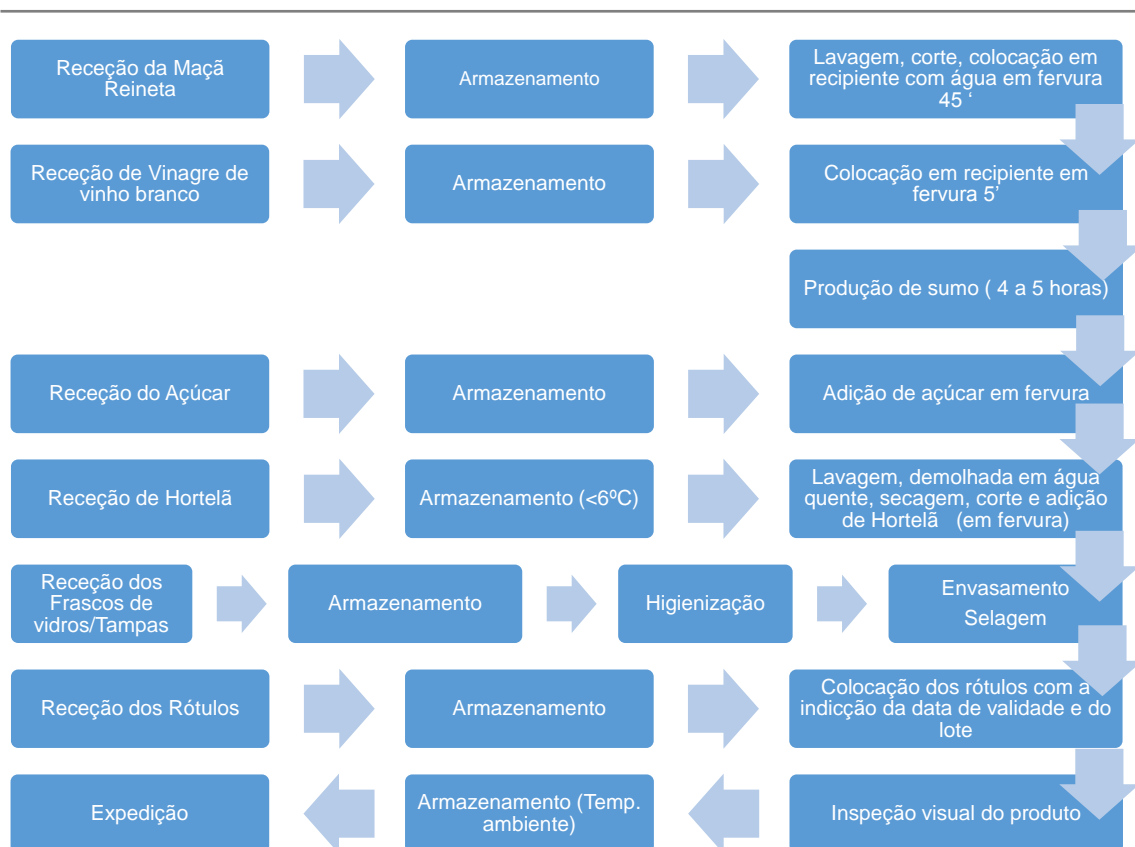 Receção da Maçã
Reineta
Armazenamento
Lavagem, corte, colocação em
recipiente com água em fervura
45 ‘
Receção de Vinagre de
vinho branco
Armazenamento
Colocação em recipiente em
fervura 5’
Produção de sumo ( 4 a 5 horas)
Receção do Açúcar
Armazenamento
Adição de açúcar em fervura
Receção de Hortelã
Armazenamento (<6ºC)
Lavagem, demolhada em água
quente, secagem, corte e adição
de Hortelã (em fervura)
Receção dos
Frascos de
vidros/Tampas
Armazenamento
Higienização
Envasamento
Selagem
Receção dos Rótulos
Armazenamento
Colocação dos rótulos com a
indicção da data de validade e do
lote
Expedição
Armazenamento (Temp.
ambiente)
Inspeção visual do produto